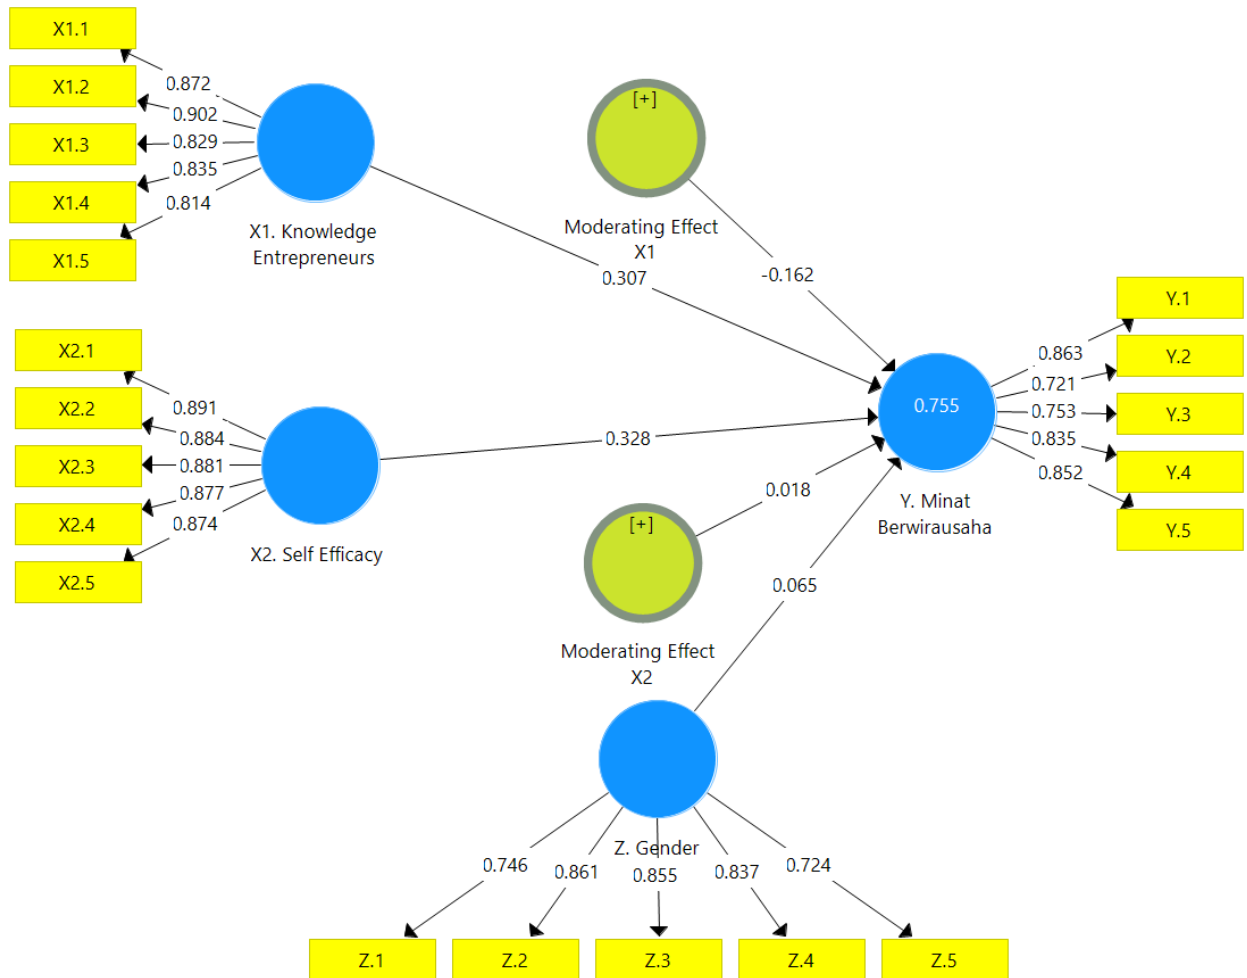 X1.1
X1.2
X1.3
X1.4
X1.5
0.872
0.902
0.829
0.835
0.814
X1. Knowledge
Entrepreneurs
[+]
Moderating Effect
X1
0.307
-0.162
X2.1
X2.2
X2.3
X2.4
X2.5
0.891
0.884
0.881
0.877
0.874
X2. Self Efficacy
0.328
[+]
Moderating Effect
X2
0.018
0.065
0.755
Y. Minat
Berwirausaha
0.863
0.721
0.753
0.835
0.852
Y.1
Y.2
Y.3
Y.4
Y.5
Z. Gender
0.746
0.861
0.855
0.837
0.724
Z.1
Z.2
Z.3
Z.4
Z.5